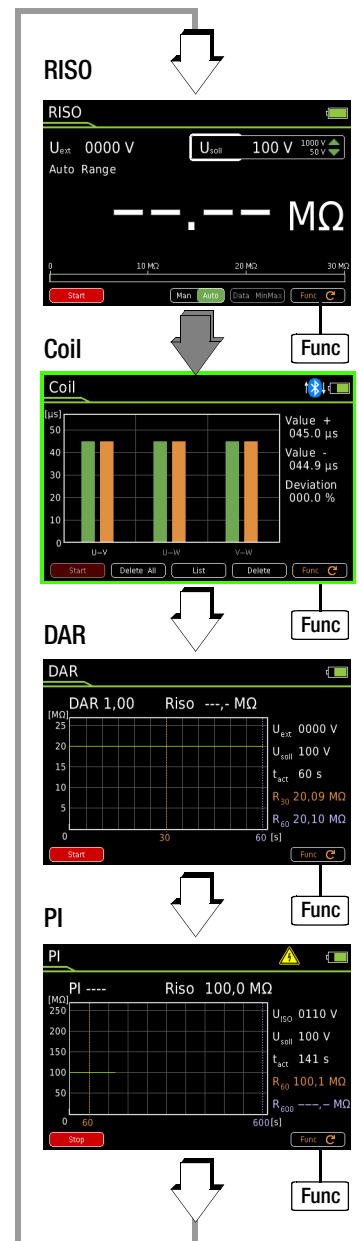 RISO
RISO
Uext 0000 V
Usoll 100 V 1000 V
50 V
Auto Range
––.–– MΩ
0 10 MΩ 20 MΩ 30 MΩ
Start Man Auto Data MinMax Func
Func
Coil
Coil
[µs]
50
40
30
20
10
0
U–V U–W V–W
Value +
045.0 µs
Value -
044.9 µs
Deviation
000.0 %
Start Delete All List Delete Func
Func
DAR
DAR
DAR 1,00 Riso ---,- MΩ
[MΩ]
25
20
15
10
5
0 30 60 [s]
Uext 0000 V
Usoll 100 V
tact 60 s
R30 20,09 MΩ
R60 20,10 MΩ
Start Func
Func
PI
PI
PI ---- Riso 100,0 MΩ
[MΩ]
250
200
150
100
50
0 60 600 [s]
UISO 0110 V
Usoll 100 V
tact 141 s
R60 100,1 MΩ
R600 ---,- MΩ
Stop Func
Func